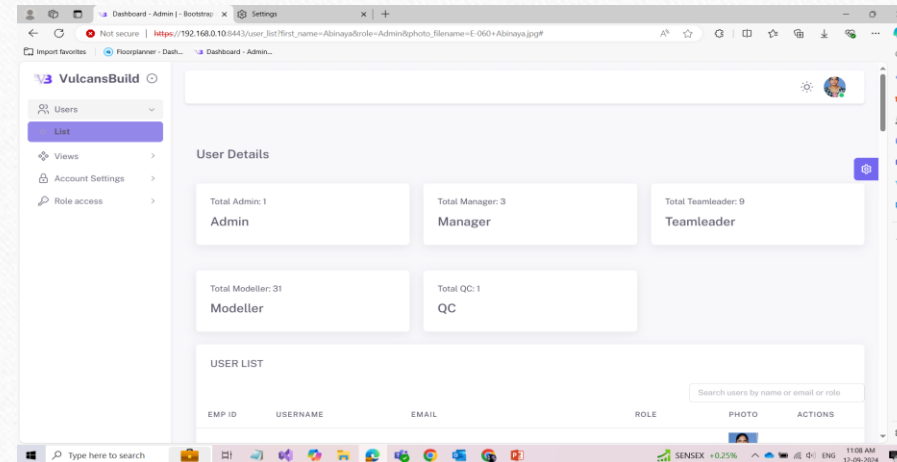 Dashboard - Admin | - Bootstrap
Settings
Not secure | https://192.168.0.10:8443/user_list?first_name=Abinaya&role=Admin&photo_filename=E-060+Abinaya.jpg#
Import favorites
Floorplanner - Dash...
Dashboard - Admin...
VulcansBuild
Users
List
Views
Account Settings
Role access
User Details
Total Admin: 1
Admin
Total Manager: 3
Manager
Total Teamleader: 9
Teamleader
Total Modeller: 31
Modeller
Total QC: 1
QC
USER LIST
Search users by name or email or role
EMP ID USERNAME EMAIL ROLE PHOTO ACTIONS
Type here to search
SENSEX +0.25%
ENG
11:08 AM
12-09-2024